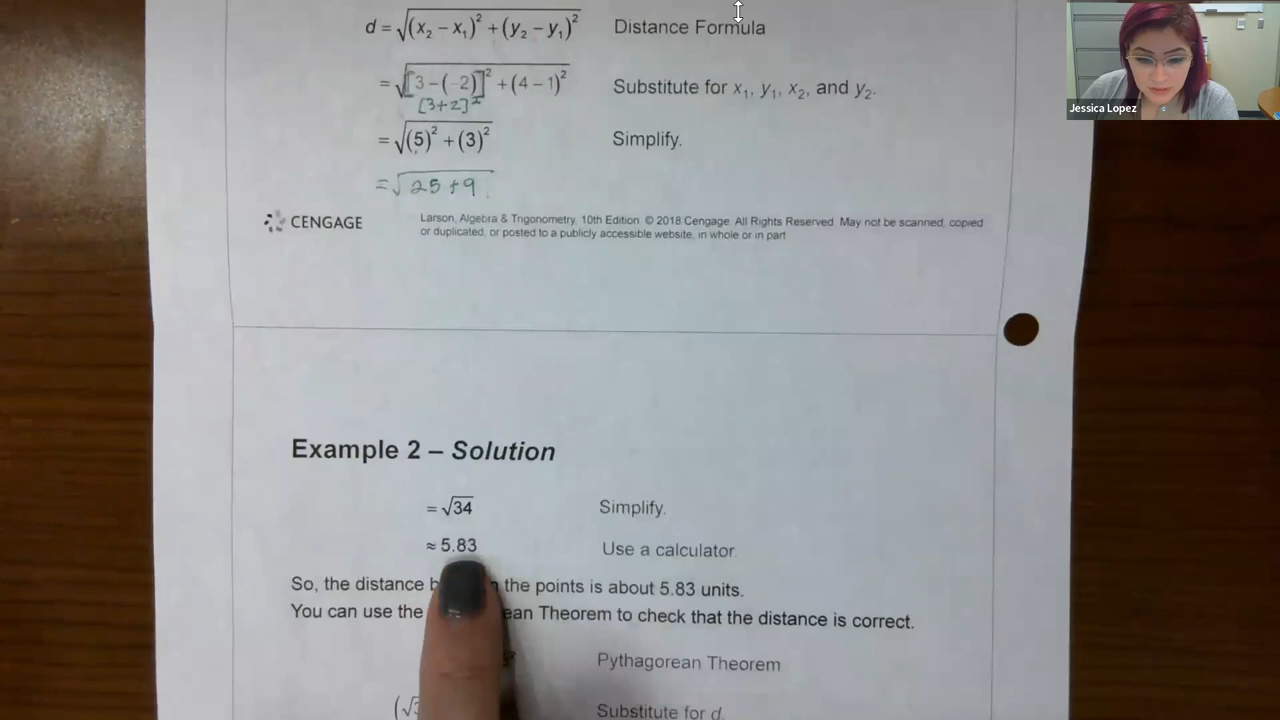 d = √(x₂ − x₁)² + (y₂ − y₁)² Distance Formula
= √[3 − (−2)]² + (4 − 1)² Substitute for x₁, y₁, x₂, and y₂.
[3+2]²
= √(5)² + (3)² Simplify.
= √25+9
CENGAGE
Larson, Algebra & Trigonometry, 10th Edition. © 2018 Cengage. All Rights Reserved. May not be scanned, copied
or duplicated, or posted to a publicly accessible website, in whole or in part
Jessica Lopez
Example 2 – Solution
= √34 Simplify.
≈ 5.83 Use a calculator.
So, the distance the points is about 5.83 units.
You can use the Theorem to check that the distance is correct.
Pythagorean Theorem
Substitute for d.